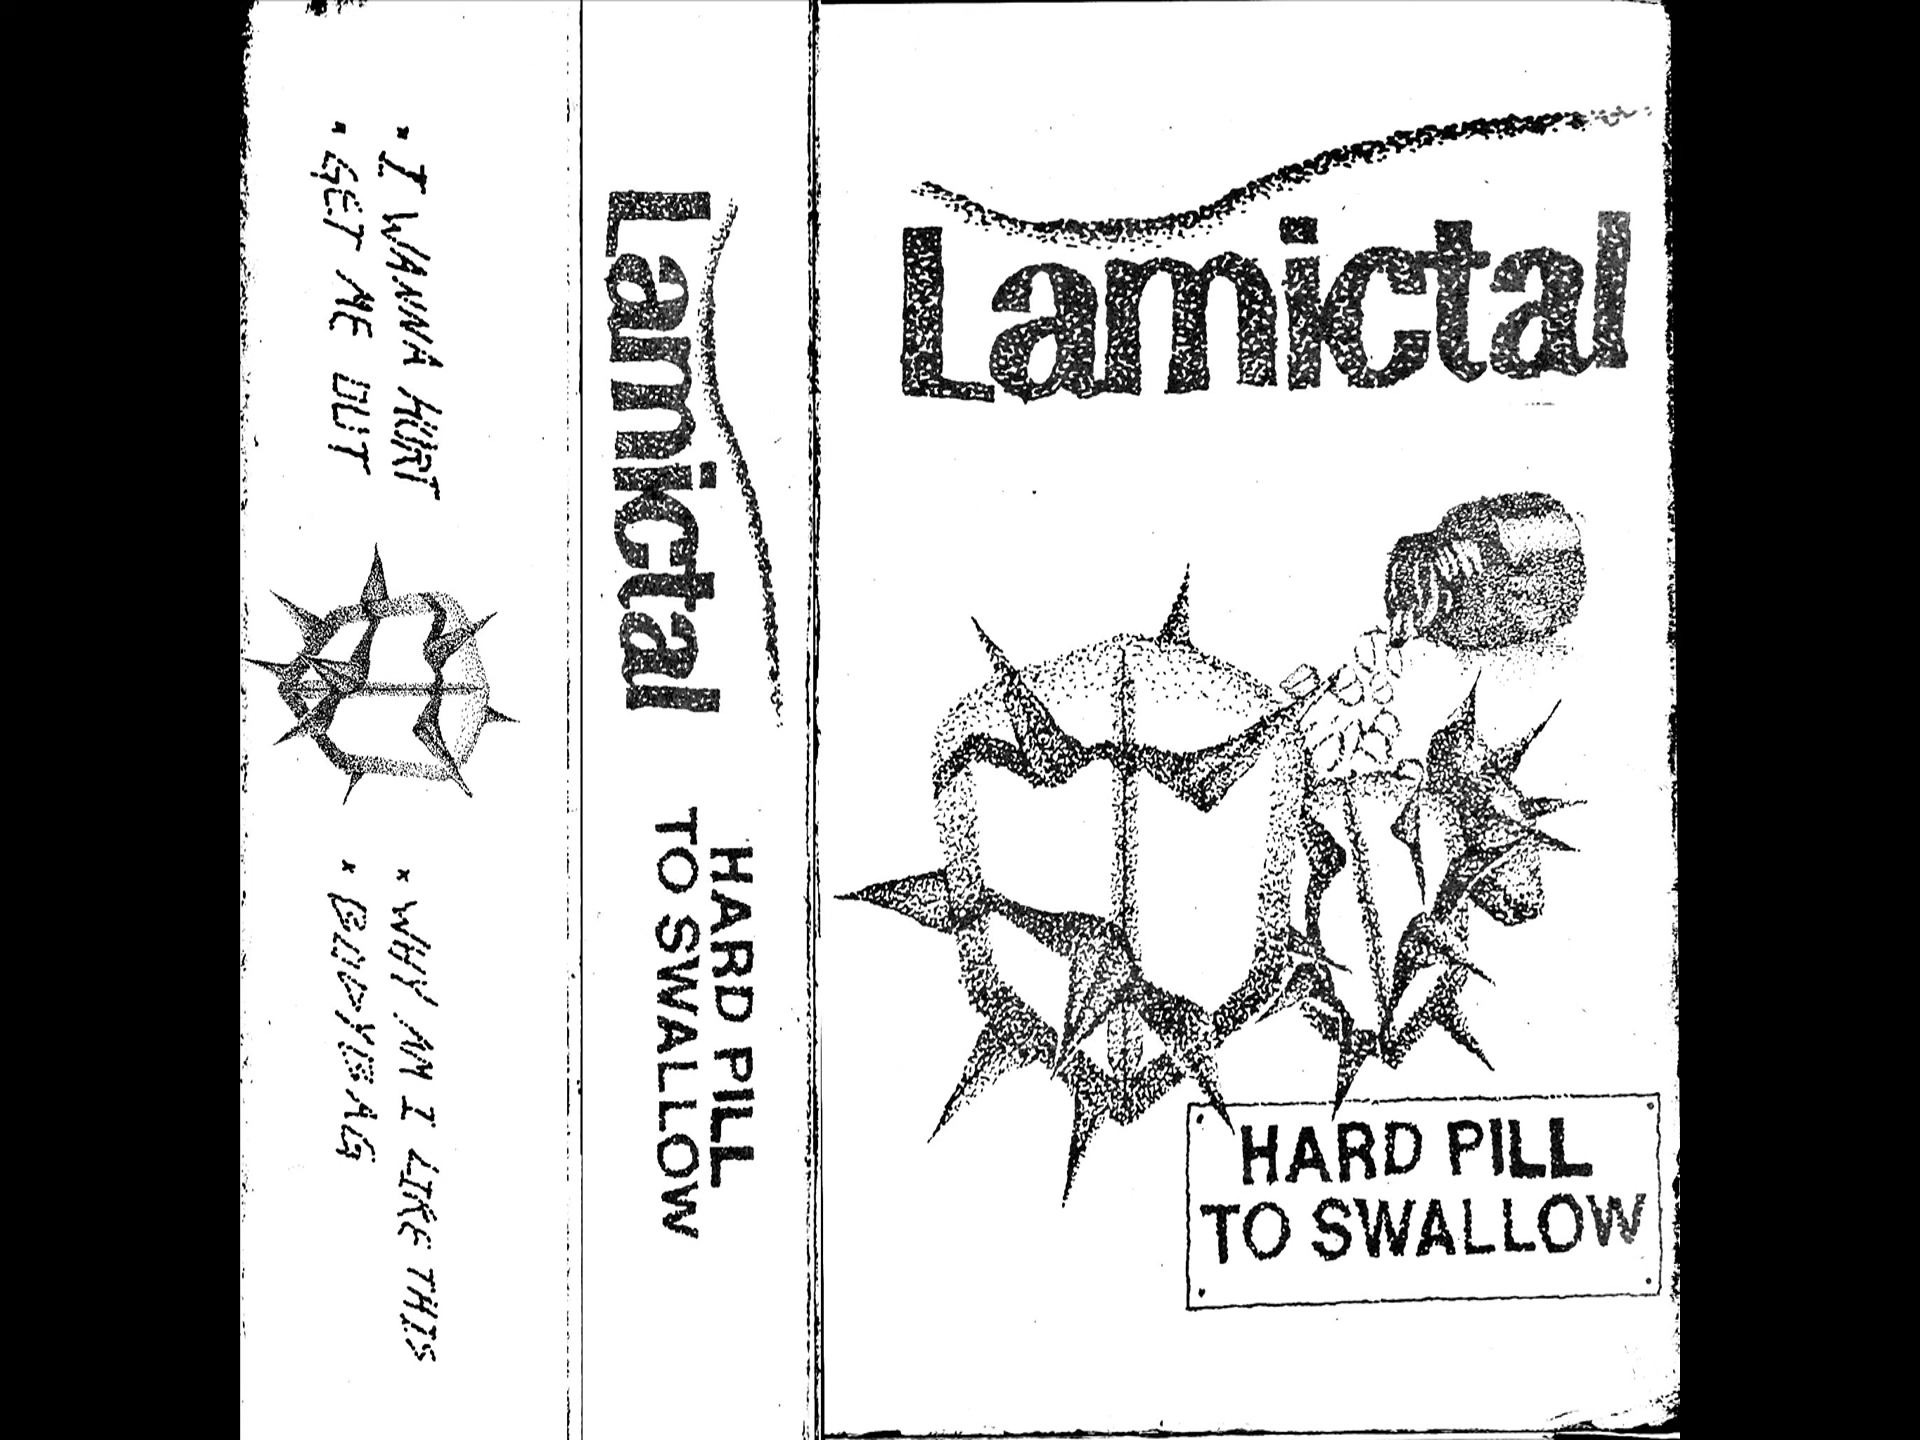 * I WANNA HURT
* GET ME OUT
* WHY AM I LIKE THIS
* BODYBAG
Lamictal
HARD PILL
TO SWALLOW
Lamictal
HARD PILL
TO SWALLOW